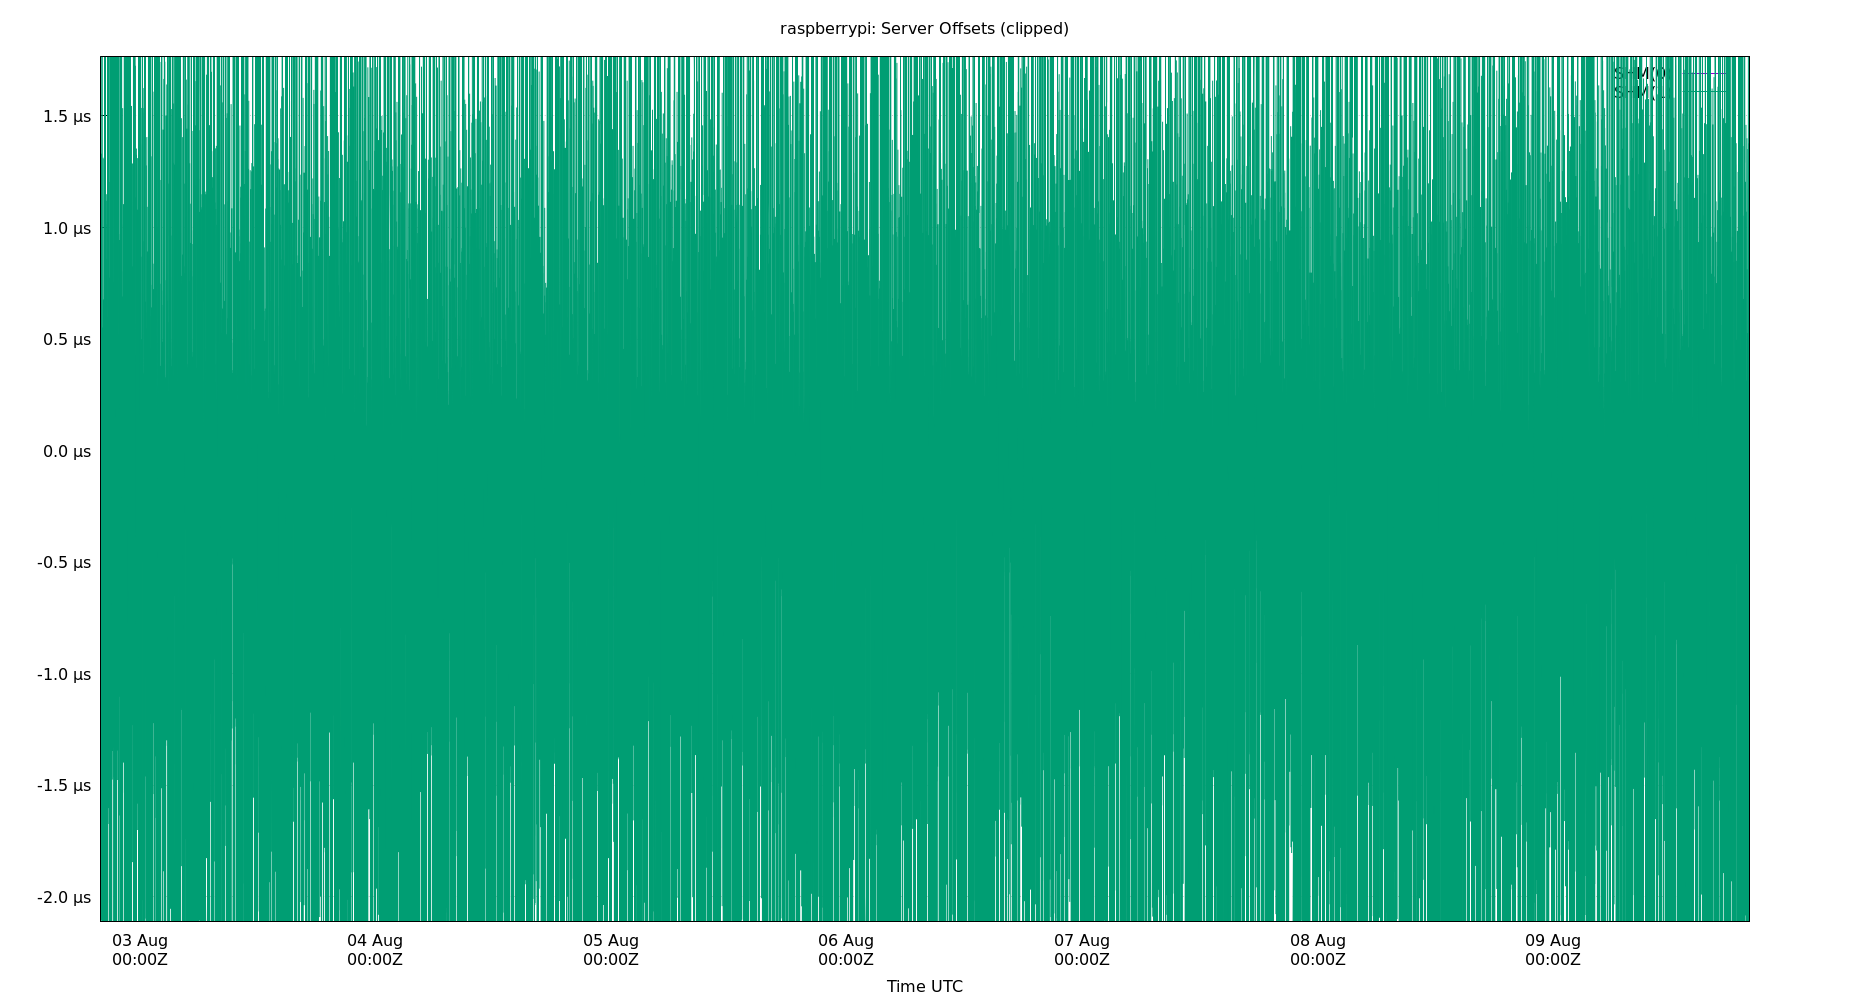 raspberrypi: Server Offsets (clipped)
1.5 µs
1.0 µs
0.5 µs
0.0 µs
-0.5 µs
-1.0 µs
-1.5 µs
-2.0 µs
03 Aug 04 Aug 05 Aug 06 Aug 07 Aug 08 Aug 09 Aug
00:00Z 00:00Z 00:00Z 00:00Z 00:00Z 00:00Z 00:00Z
Time UTC